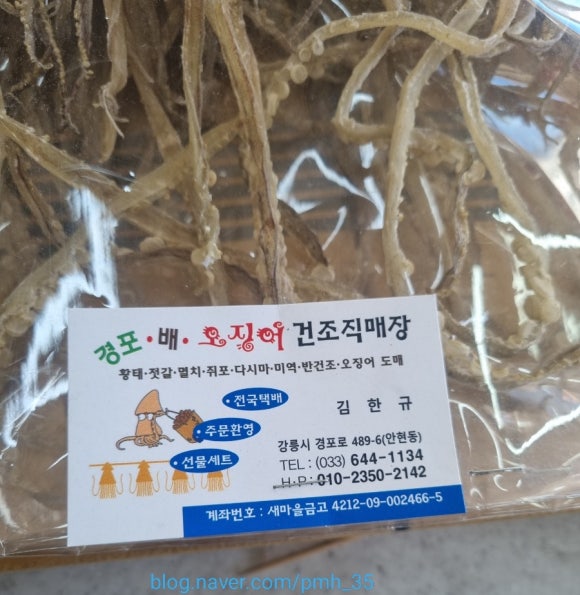 경포·배·오징어 건조직매장
황태·젓갈·멸치·쥐포·다시마·미역·반건조·오징어 도매
·전국택배
·주문환영
·선물세트
김한규
강릉시 경포로 489-6(안현동)
TEL : (033) 644-1134
H·P : 010-2350-2142
계좌번호 : 새마을금고 4212-09-002466-5
blog.naver.com/pmh_35